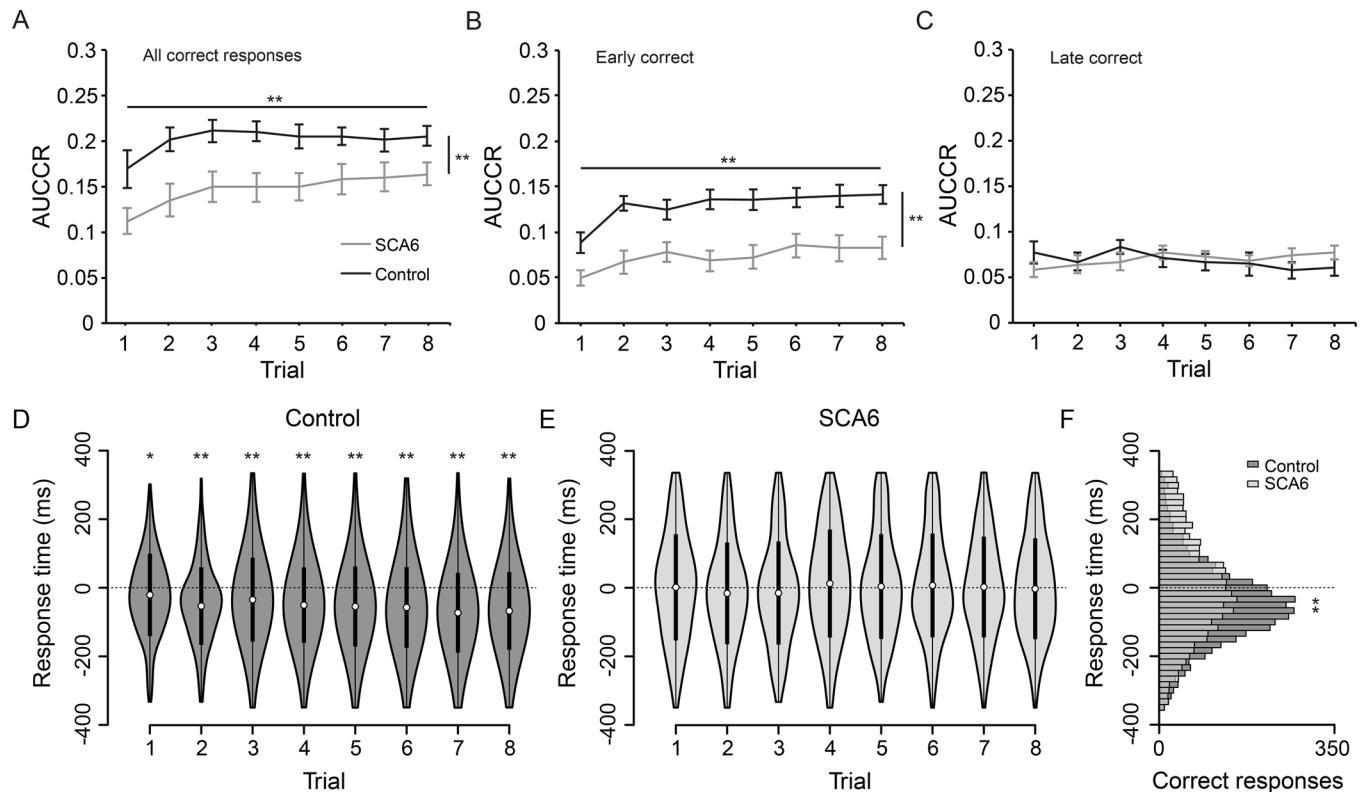 A
All correct responses
0.3
0.25
0.2
0.15
0.1
0.05
0
AUCCR
**
**
SCA6
Control
1 2 3 4 5 6 7 8
Trial
B
Early correct
0.3
0.25
0.2
0.15
0.1
0.05
0
AUCCR
**
**
1 2 3 4 5 6 7 8
Trial
C
Late correct
0.3
0.25
0.2
0.15
0.1
0.05
0
AUCCR
1 2 3 4 5 6 7 8
Trial
D
Control
400
200
0
-200
-400
Response time (ms)
* ** ** ** ** ** ** **
1 2 3 4 5 6 7 8
Trial
E
SCA6
400
200
0
-200
-400
Response time (ms)
1 2 3 4 5 6 7 8
Trial
F
400
200
0
-200
-400
Response time (ms)
Control
SCA6
**
0 350
Correct responses